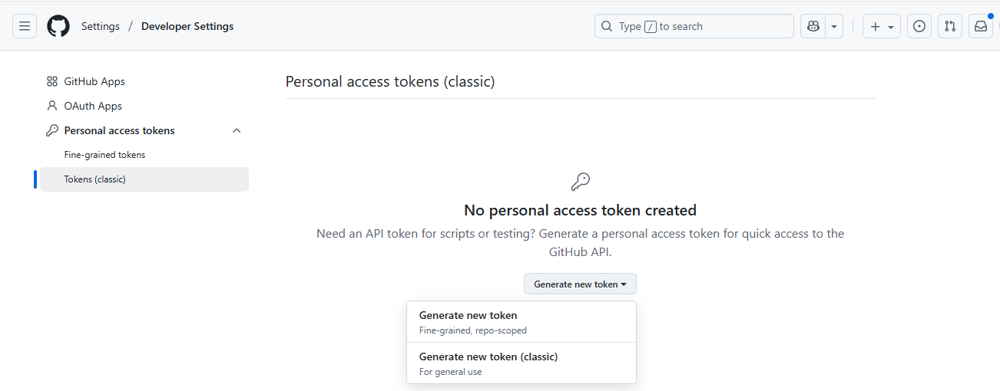 Settings / Developer Settings
Type / to search
GitHub Apps
OAuth Apps
Personal access tokens
Fine-grained tokens
Tokens (classic)
Personal access tokens (classic)
No personal access token created
Need an API token for scripts or testing? Generate a personal access token for quick access to the
GitHub API.
Generate new token
Generate new token
Fine-grained, repo-scoped
Generate new token (classic)
For general use